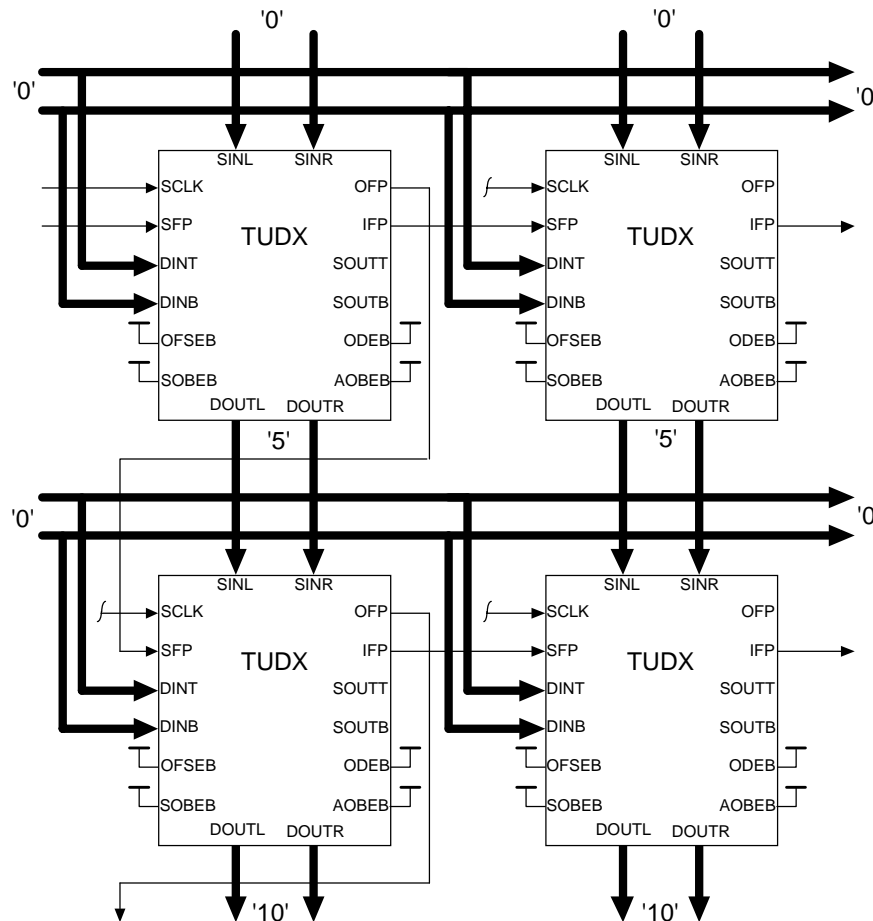 '0' '0'
'0' '0
SINL SINR SINL SINR
SCLK OFP SCLK OFP
SFP IFP SFP IFP
TUDX TUDX
DINT SOUTT DINT SOUTT
DINB SOUTB DINB SOUTB
OFSEB ODEB OFSEB ODEB
SOBEB AOBEB SOBEB AOBEB
DOUTL DOUTR DOUTL DOUTR
'5' '5'
'0' '0
SINL SINR SINL SINR
SCLK OFP SCLK OFP
SFP IFP SFP IFP
TUDX TUDX
DINT SOUTT DINT SOUTT
DINB SOUTB DINB SOUTB
OFSEB ODEB OFSEB ODEB
SOBEB AOBEB SOBEB AOBEB
DOUTL DOUTR DOUTL DOUTR
'10' '10'